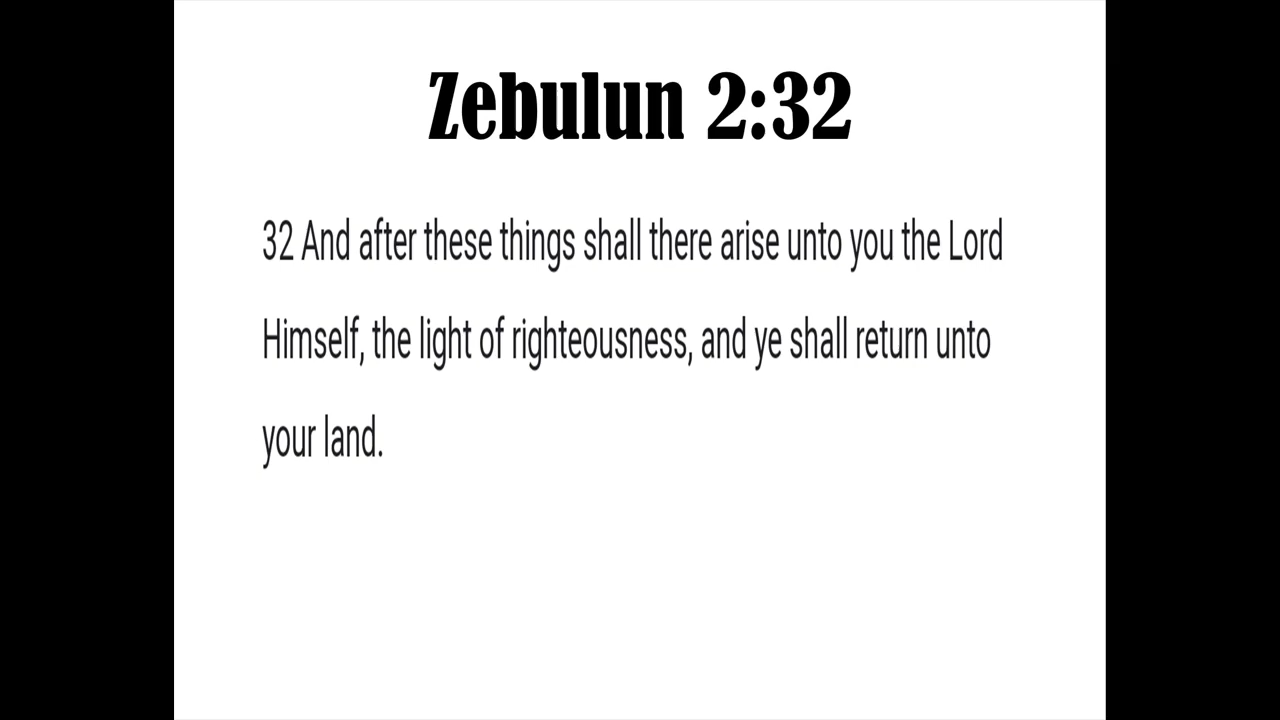 Zebulun 2:32
32 And after these things shall there arise unto you the Lord
Himself, the light of righteousness, and ye shall return unto
your land.